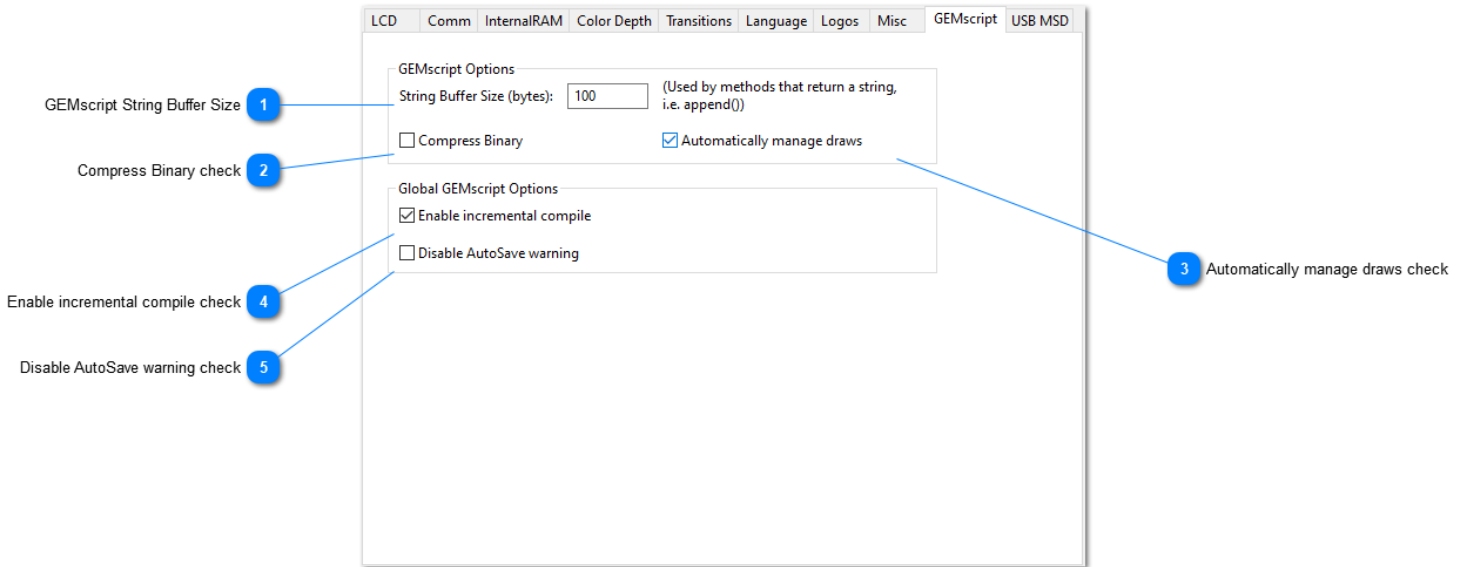 LCD Comm InternalRAM Color Depth Transitions Language Logos Misc GEMscript USB MSD
GEMscript Options
GEMscript String Buffer Size 1
String Buffer Size (bytes): 100 (Used by methods that return a string,
i.e. append())
Compress Binary Automatically manage draws
Compress Binary check 2
Global GEMscript Options
Enable incremental compile
Disable AutoSave warning
3 Automatically manage draws check
Enable incremental compile check 4
Disable AutoSave warning check 5